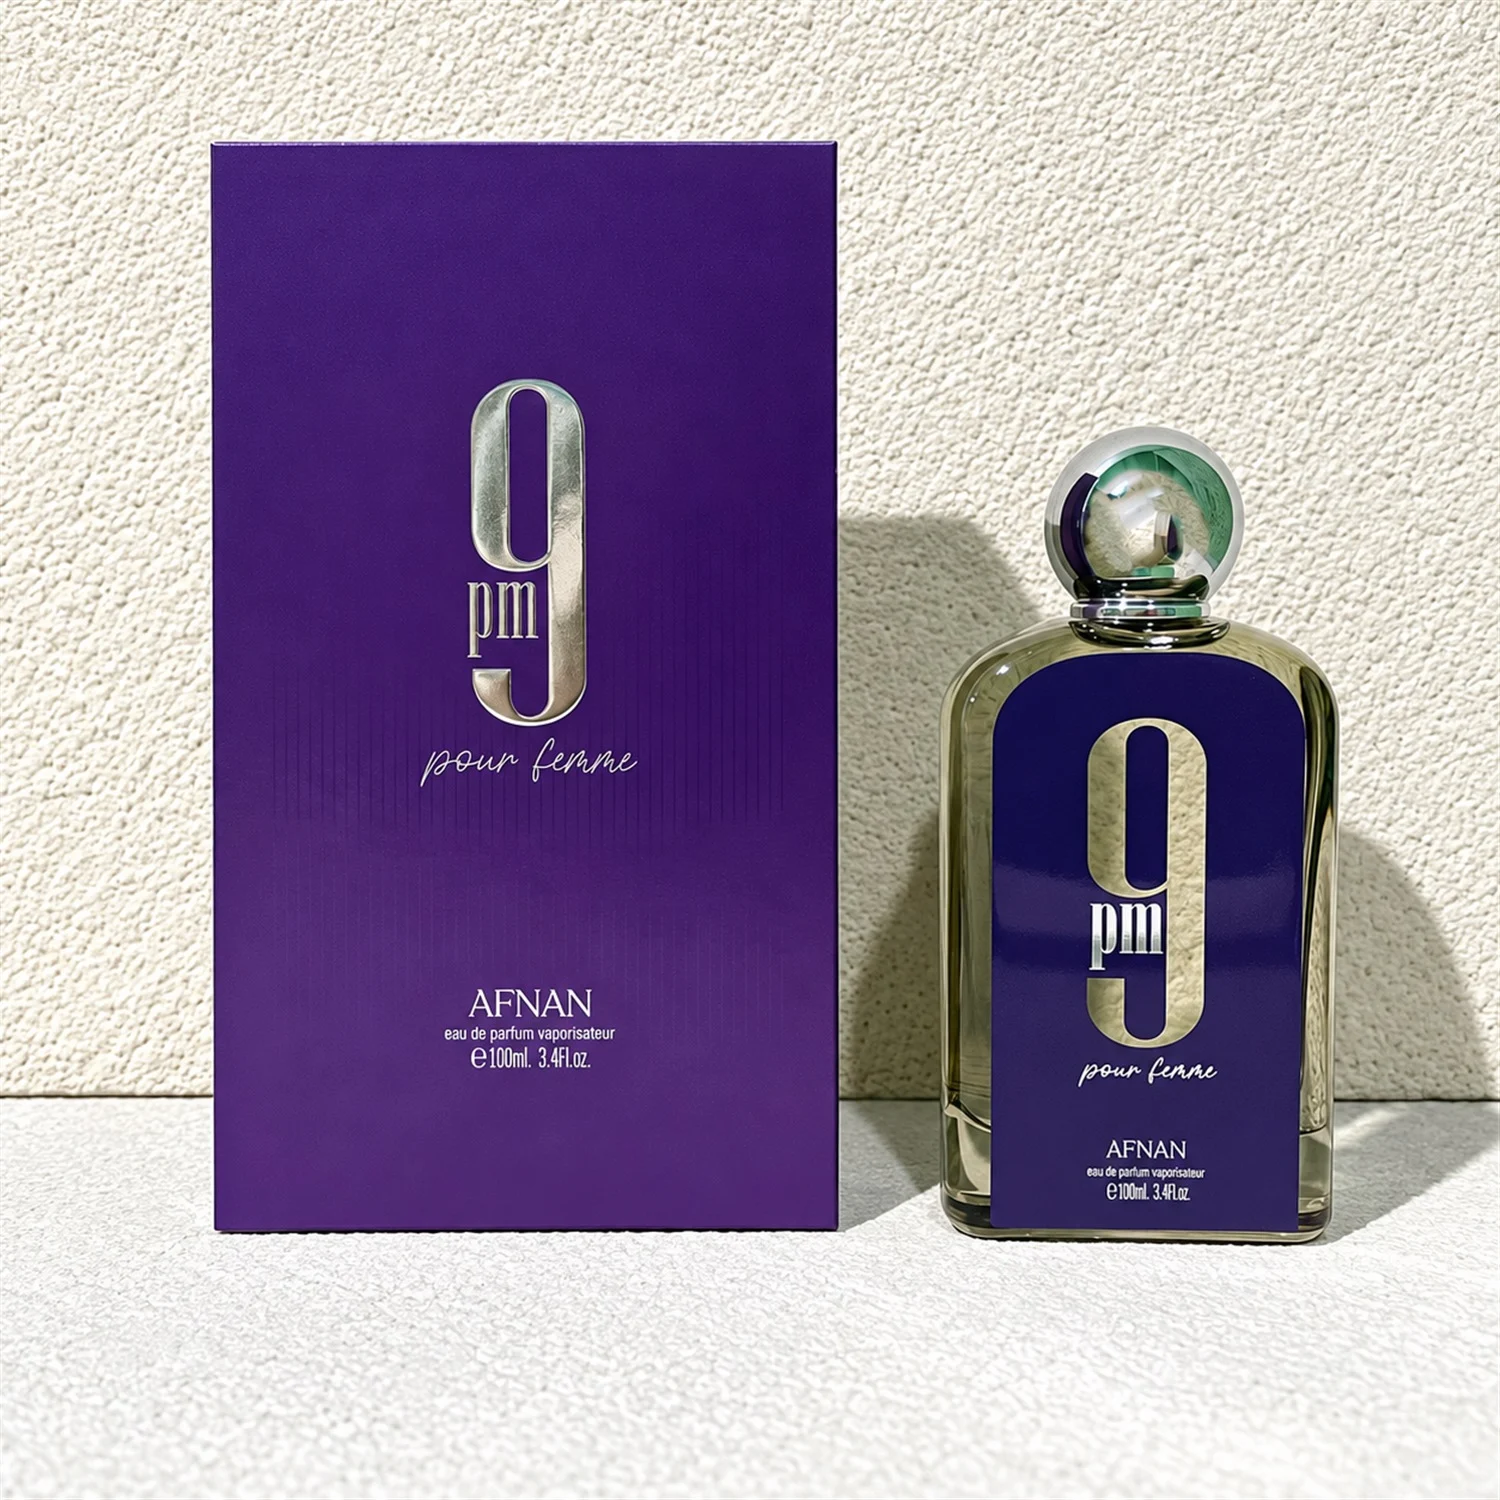 9
pm
pour femme
AFNAN
eau de parfum vaporisateur
℮100ml. 3.4Fl.oz.
9
pm
pour femme
AFNAN
eau de parfum vaporisateur
℮100ml. 3.4Fl.oz.